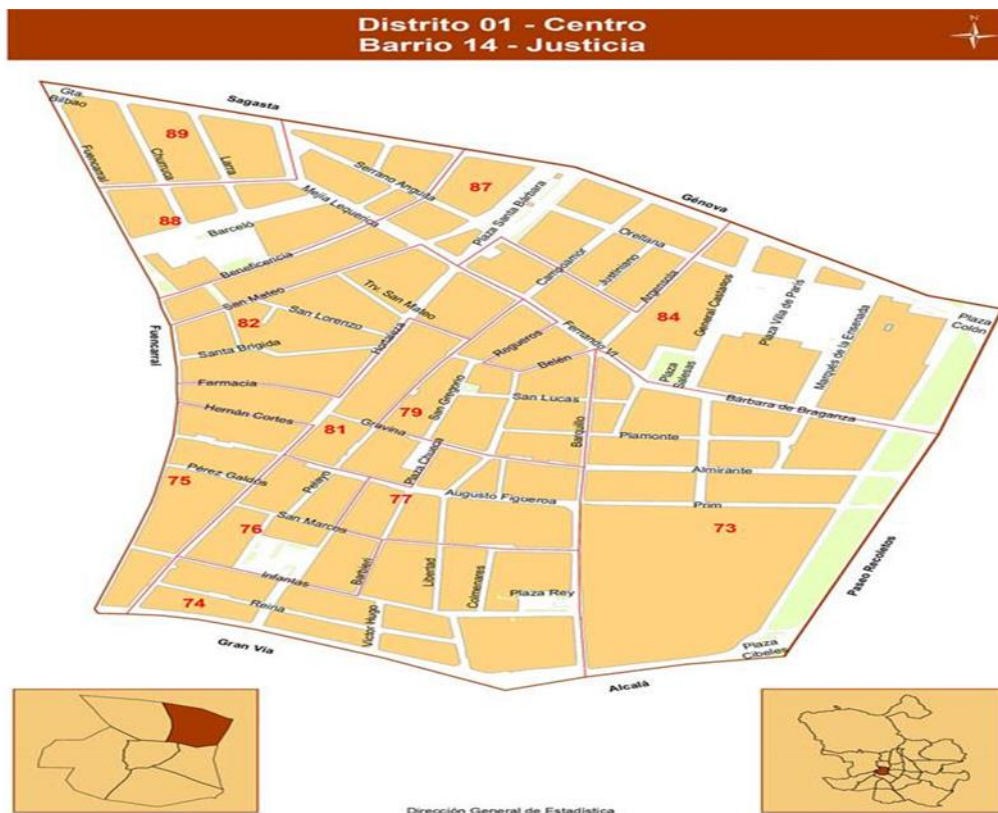 Distrito 01 - Centro
Barrio 14 - Justicia
N
Gta.
Bilbao
Sagasta
89
Fuencarral
Churruca
Larra
Serrano Anguita
87
Plaza Santa Bárbara
Génova
Mejía Lequerica
88
Barceló
Orellana
Campoamor
Justiniano
Argensola
Beneficencia
San Mateo
Trv. San Mateo
General Castaños
Plaza Villa de París
Plaza
Colón
82
San Lorenzo
84
Hortaleza
Fernando VI
Marqués de la Ensenada
Fuencarral
Santa Brígida
Regueros
Belén
Plaza
Salesas
Farmacia
San Gregorio
San Lucas
Bárbara de Braganza
Hernán Cortes
79
81
Gravina
Barquillo
Piamonte
Plaza Chueca
Almirante
75
Pérez Galdós
Pelayo
77
Augusto Figueroa
Prim
76
San Marcos
73
Infantas
Barbieri
Libertad
Colmenares
Paseo Recoletos
Plaza Rey
74
Reina
Víctor Hugo
Gran Vía
Plaza
Cibeles
Alcalá
Dirección General de Estadística